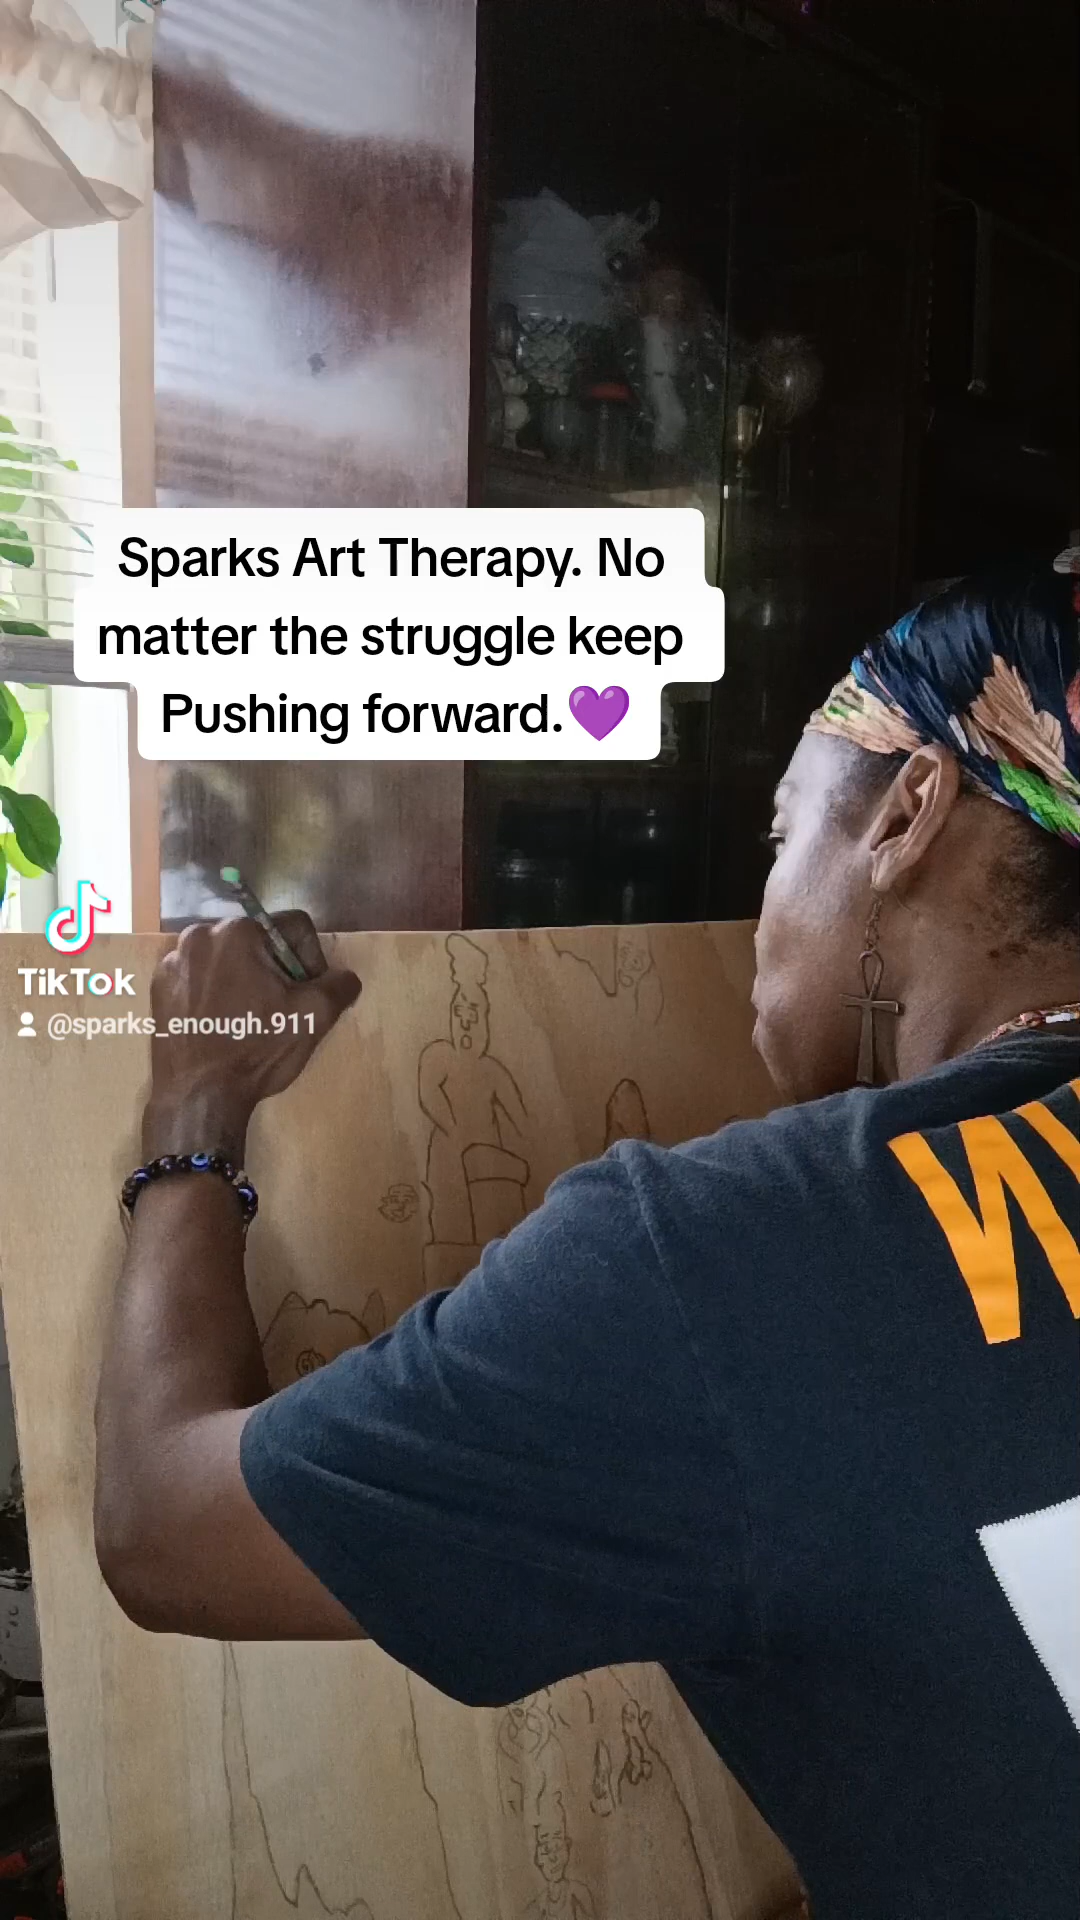 Sparks Art Therapy. No
matter the struggle keep
Pushing forward.💜
TikTok
@sparks_enough.911